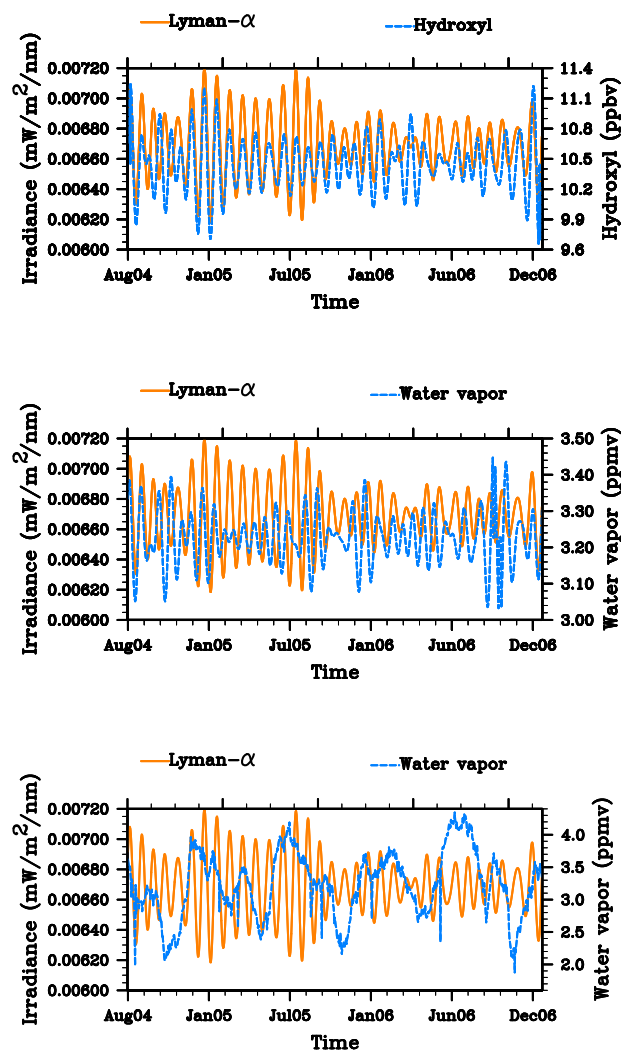 Lyman-α Hydroxyl
Irradiance (mW/m²/nm)
0.00720
0.00700
0.00680
0.00660
0.00640
0.00620
0.00600
11.4
11.1
10.8
10.5
10.2
9.9
9.6
Hydroxyl (ppbv)
Aug04 Jan05 Jul05 Jan06 Jun06 Dec06
Time
Lyman-α Water vapor
Irradiance (mW/m^2/nm)
0.00720
0.00700
0.00680
0.00660
0.00640
0.00620
0.00600
3.50
3.40
3.30
3.20
3.10
3.00
Water vapor (ppmv)
Aug04 Jan05 Jul05 Jan06 Jun06 Dec06
Time
Lyman-α Water vapor
Irradiance (mW/m^2/nm)
0.00720
0.00700
0.00680
0.00660
0.00640
0.00620
0.00600
4.0
3.5
3.0
2.5
2.0
Water vapor (ppmv)
Aug04 Jan05 Jul05 Jan06 Jun06 Dec06
Time